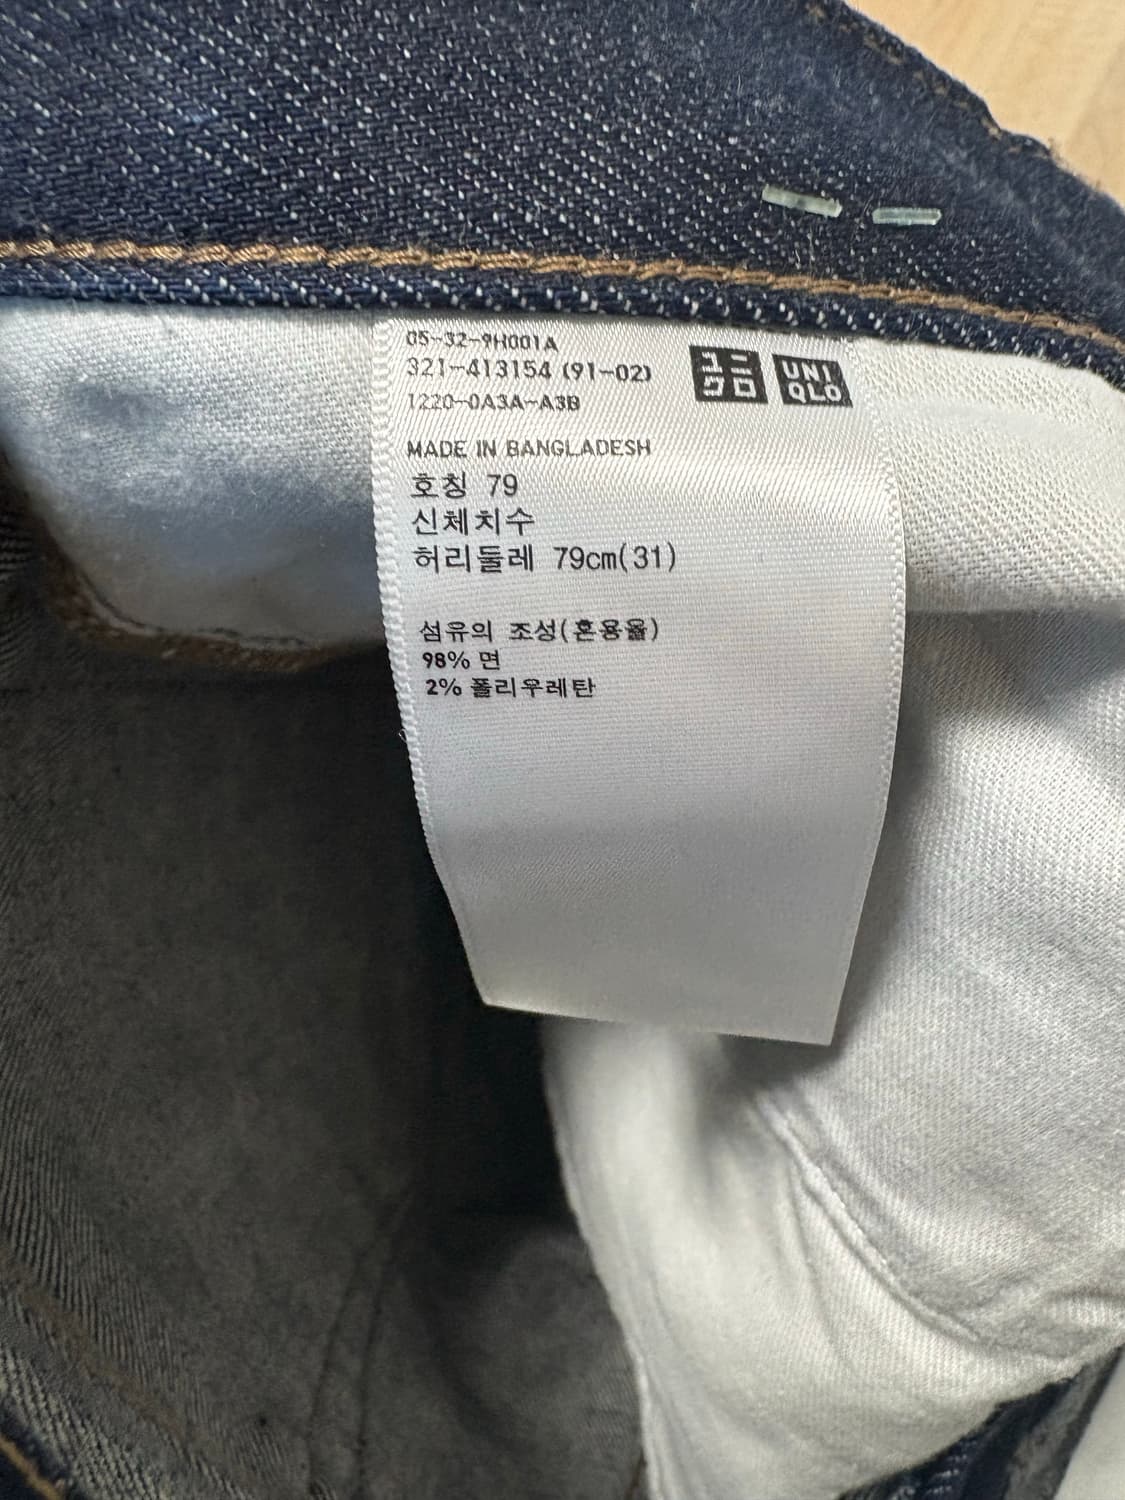 05-32-9H001A
321-413154 (91-02)
1220-0A3A-A3B
ユニ
クロ
UNI
QLO
MADE IN BANGLADESH
호칭 79
신체치수
허리둘레 79cm(31)
섬유의 조성(혼용율)
98% 면
2% 폴리우레탄